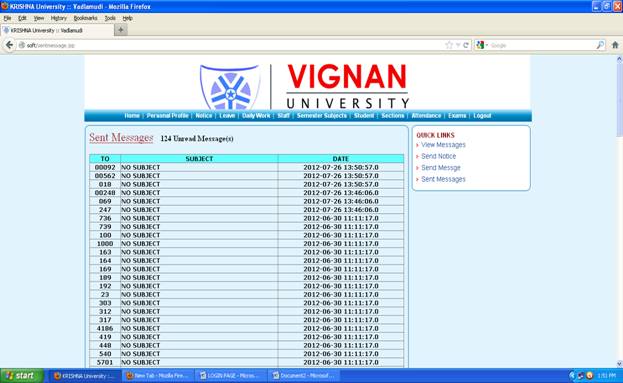 KRISHNA University :: Vadlamudi - Mozilla Firefox
File Edit View History Bookmarks Tools Help
KRISHNA University :: Vadlamudi
soft/sentmessage.jsp
Google
VIGNAN
UNIVERSITY
Home | Personal Profile | Notice | Leave | Daily Work | Staff | Semester Subjects | Student | Sections | Attendance | Exams | Logout
Sent Messages 124 Unread Message(s)
TO SUBJECT DATE
00092 NO SUBJECT 2012-07-26 13:50:57.0
00562 NO SUBJECT 2012-07-26 13:50:57.0
018 NO SUBJECT 2012-07-26 13:50:57.0
00248 NO SUBJECT 2012-07-26 13:46:06.0
069 NO SUBJECT 2012-07-26 13:46:06.0
247 NO SUBJECT 2012-07-26 13:46:06.0
736 NO SUBJECT 2012-06-30 11:11:17.0
739 NO SUBJECT 2012-06-30 11:11:17.0
100 NO SUBJECT 2012-06-30 11:11:17.0
1000 NO SUBJECT 2012-06-30 11:11:17.0
163 NO SUBJECT 2012-06-30 11:11:17.0
164 NO SUBJECT 2012-06-30 11:11:17.0
169 NO SUBJECT 2012-06-30 11:11:17.0
189 NO SUBJECT 2012-06-30 11:11:17.0
192 NO SUBJECT 2012-06-30 11:11:17.0
23 NO SUBJECT 2012-06-30 11:11:17.0
303 NO SUBJECT 2012-06-30 11:11:17.0
312 NO SUBJECT 2012-06-30 11:11:17.0
317 NO SUBJECT 2012-06-30 11:11:17.0
4186 NO SUBJECT 2012-06-30 11:11:17.0
419 NO SUBJECT 2012-06-30 11:11:17.0
448 NO SUBJECT 2012-06-30 11:11:17.0
540 NO SUBJECT 2012-06-30 11:11:17.0
5701 NO SUBJECT 2012-06-30 11:11:17.0
QUICK LINKS
View Messages
Send Notice
Send Messge
Sent Messages
start
KRISHNA University :...
New Tab - Mozilla Fire...
LOGIN PAGE - Micros...
Document2 - Microsof...
1:51 PM